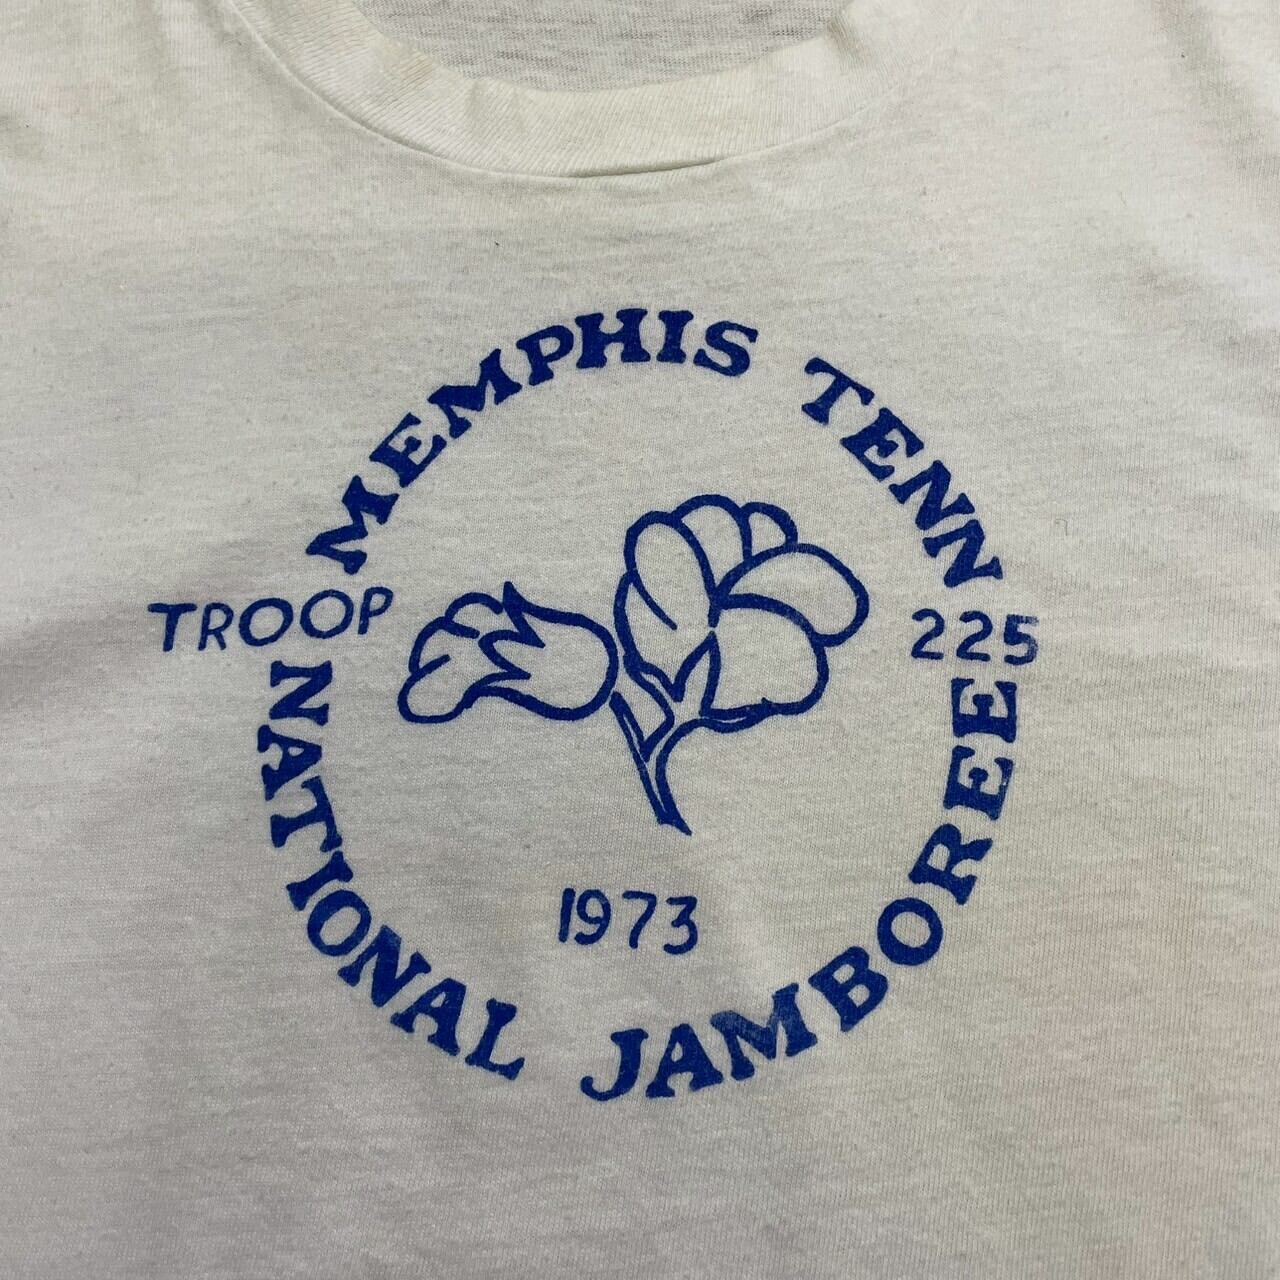 MEMPHIS TENN
TROOP 225
1973
NATIONAL JAMBOREE